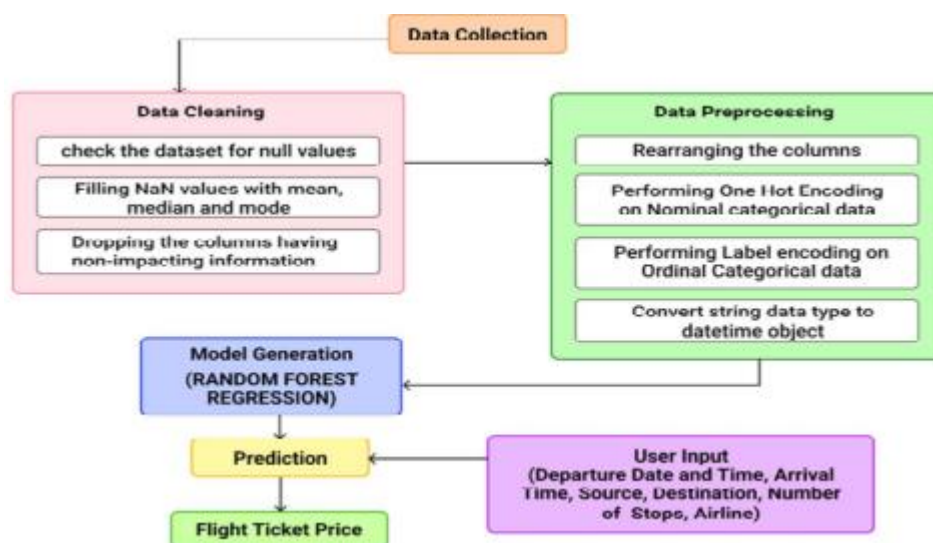 Data Collection
Data Cleaning
check the dataset for null values
Filling NaN values with mean,
median and mode
Dropping the columns having
non-impacting information
Data Preprocessing
Rearranging the columns
Performing One Hot Encoding
on Nominal categorical data
Performing Label encoding on
Ordinal Categorical data
Convert string data type to
datetime object
Model Generation
(RANDOM FOREST
REGRESSION)
Prediction
User Input
(Departure Date and Time, Arrival
Time, Source, Destination, Number
of Stops, Airline)
Flight Ticket Price